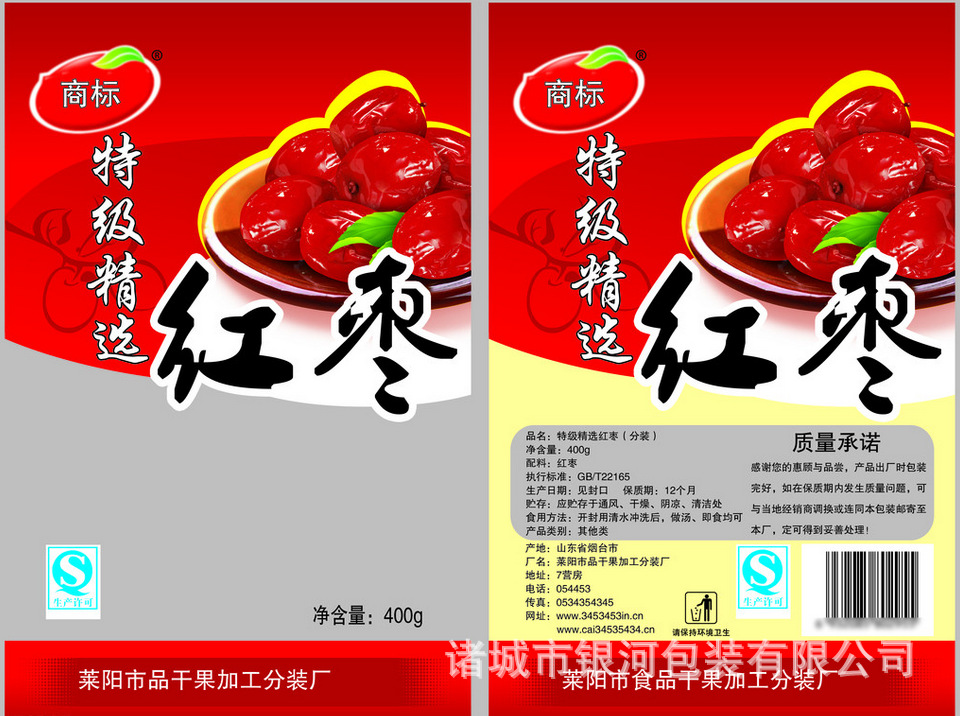 商标
®
特级精选
红枣
生产许可
净含量：400g
莱阳市品干果加工分装厂
商标
®
特级精选
红枣
品名：特级精选红枣（分装）
净含量：400g
配料：红枣
执行标准：GB/T22165
生产日期：见封口 保质期：12个月
贮存：应贮存于通风、干燥、阴凉、清洁处
食用方法：开封用清水冲洗后，做汤、即食均可
产品类别：其他类
质量承诺
感谢您的惠顾与品尝，产品出厂时包装
完好，如在保质期内发生质量问题，可
与当地经销商调换或连同本包装邮寄至
本厂，定可得到妥善处理！
产地：山东省烟台市
厂名：莱阳市品干果加工分装厂
地址：7营房
电话：054453
传真：0534354345
网址：www.3453453in.cn
www.cai34535434.cn
请保持环境卫生
生产许可
诸城市银河包装有限公司
莱阳市食品干果加工分装厂